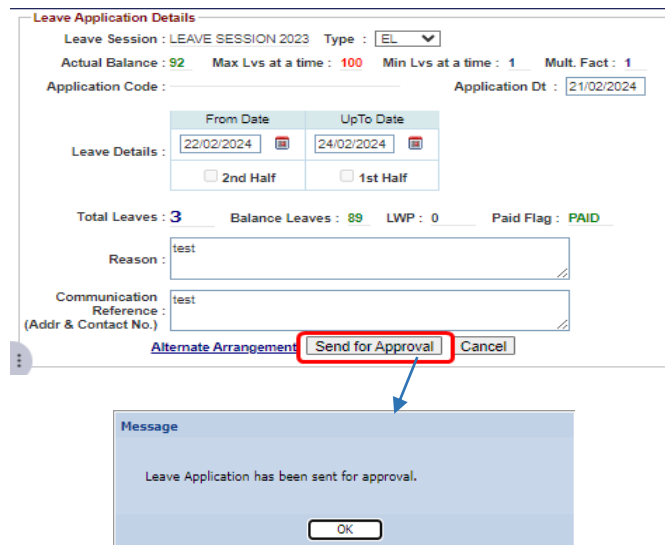 Leave Application Details
Leave Session : LEAVE SESSION 2023 Type : EL
Actual Balance : 92 Max Lvs at a time : 100 Min Lvs at a time : 1 Mult. Fact : 1
Application Code : Application Dt : 21/02/2024
From Date UpTo Date
Leave Details : 22/02/2024 24/02/2024
2nd Half 1st Half
Total Leaves : 3 Balance Leaves : 89 LWP : 0 Paid Flag : PAID
Reason : test
Communication Reference : (Addr & Contact No.) test
Alternate Arrangement Send for Approval Cancel
Message
Leave Application has been sent for approval.
OK